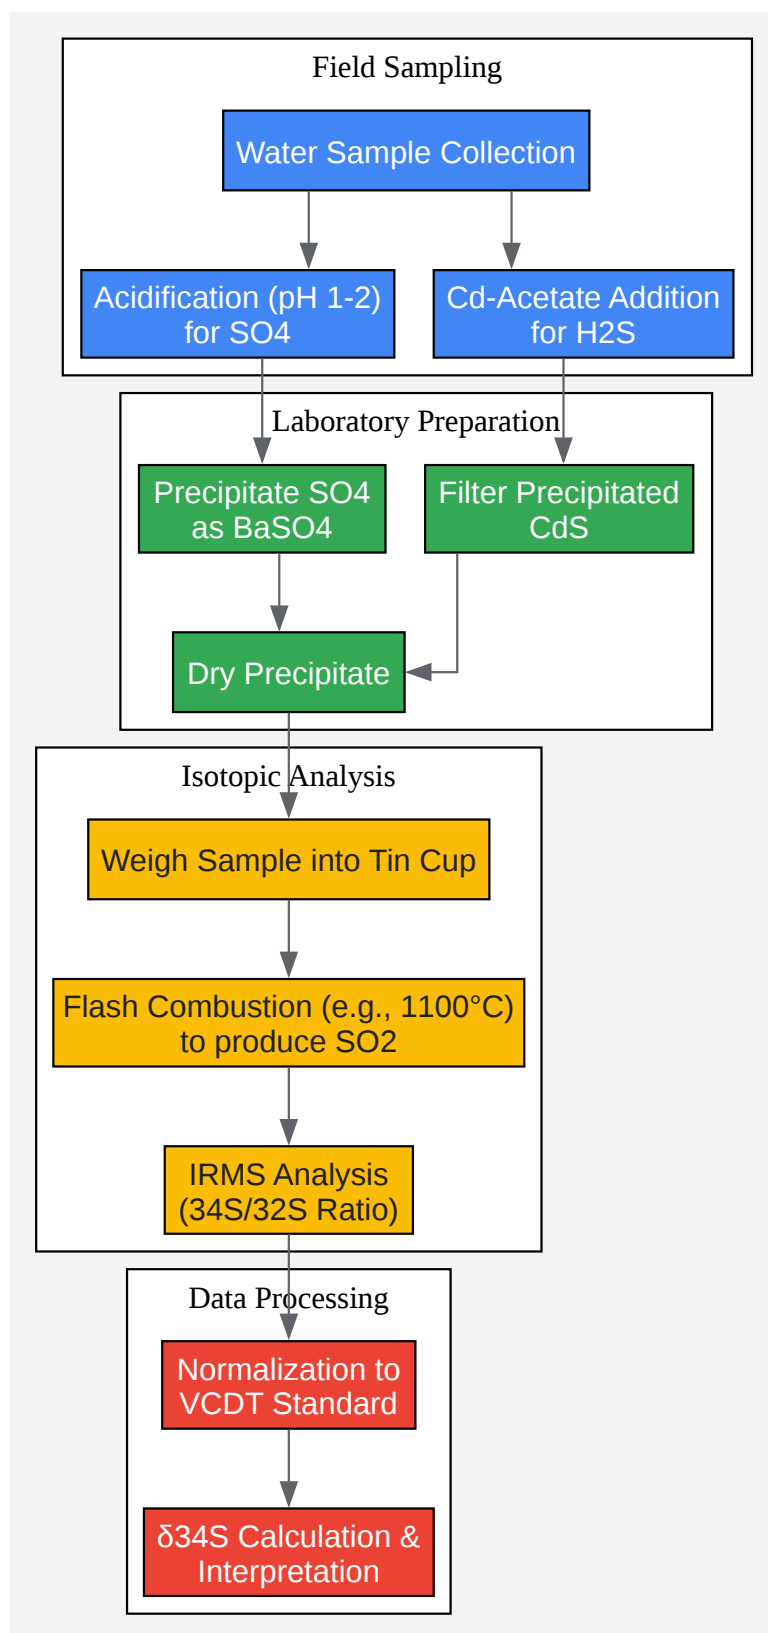 Field Sampling
Water Sample Collection
Acidification (pH 1-2)
for SO4
Cd-Acetate Addition
for H2S
Laboratory Preparation
Precipitate SO4
as BaSO4
Filter Precipitated
CdS
Dry Precipitate
Isotopic Analysis
Weigh Sample into Tin Cup
Flash Combustion (e.g., 1100°C)
to produce SO2
IRMS Analysis
(34S/32S Ratio)
Data Processing
Normalization to
VCDT Standard
δ34S Calculation &
Interpretation